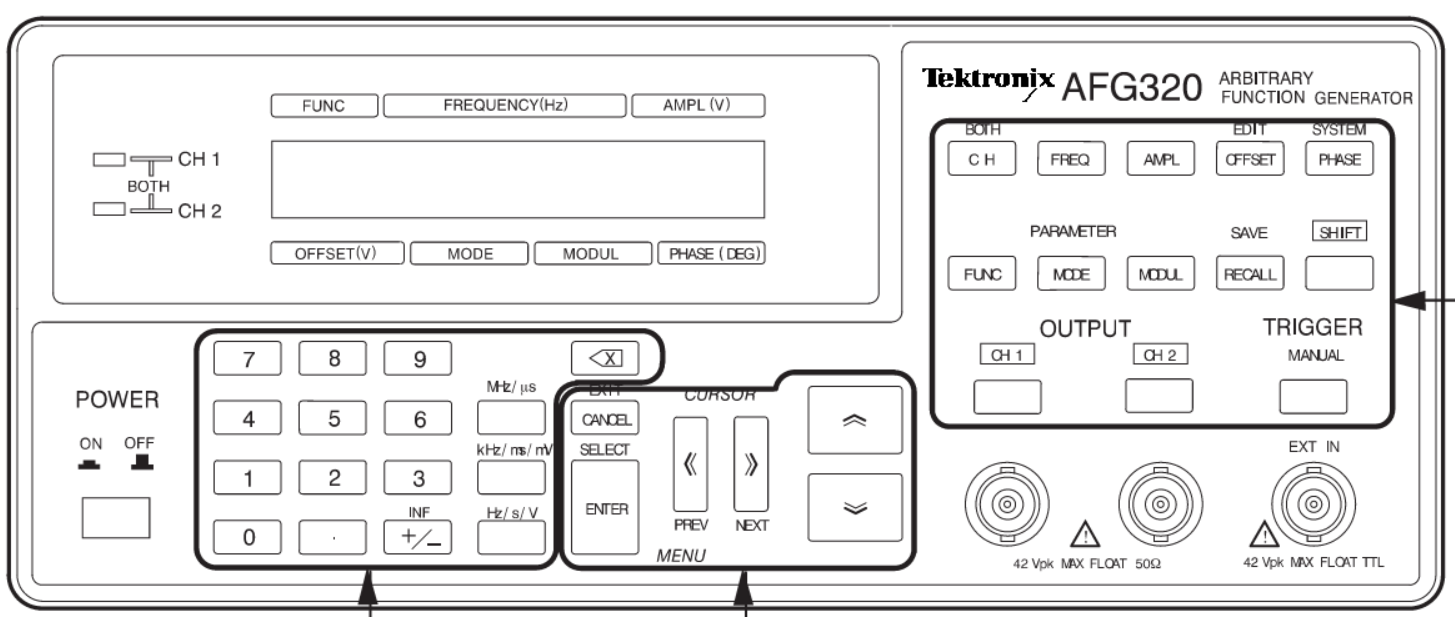 Tektronix AFG320 ARBITRARY FUNCTION GENERATOR
FUNC FREQUENCY(Hz) AMPL (V)
CH 1
BOTH
CH 2
OFFSET(V) MODE MODUL PHASE (DEG)
BOTH EDIT SYSTEM
CH FREQ AMPL OFFSET PHASE
PARAMETER SAVE SHIFT
FUNC MODE MODUL RECALL
OUTPUT TRIGGER
CH 1 CH 2 MANUAL
POWER
ON OFF
7 8 9 X
MHz/ µs EXIT CURSOR
4 5 6 CANCEL
kHz/ ms/ mV SELECT
1 2 3 ENTER
INF Hz/ s/ V PREV NEXT
0 . +/− MENU
EXT IN
42 Vpk MAX FLOAT 50Ω 42 Vpk MAX FLOAT TTL